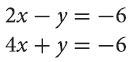 2x − y = −6
4x + y = −6